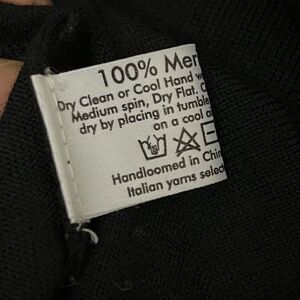 100% Mer
Dry Clean or Cool Hand w
Medium spin, Dry Flat. C
dry by placing in tumble
on a cool a
Handloomed in Chin
Italian yarns selec